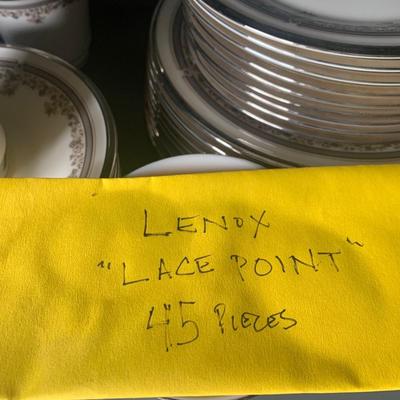 LENOX
"LACE POINT"
45 PIECES